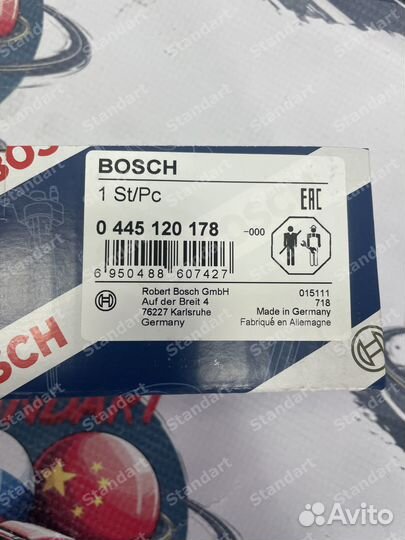 BOSCH
1 St/Pc
EAC
0 445 120 178
-000
6 950488 607427
Robert Bosch GmbH
Auf der Breit 4
76227 Karlsruhe
Germany
015111
718
Made in Germany
Fabriqué en Allemagne
BOSCH
Standart
Avito